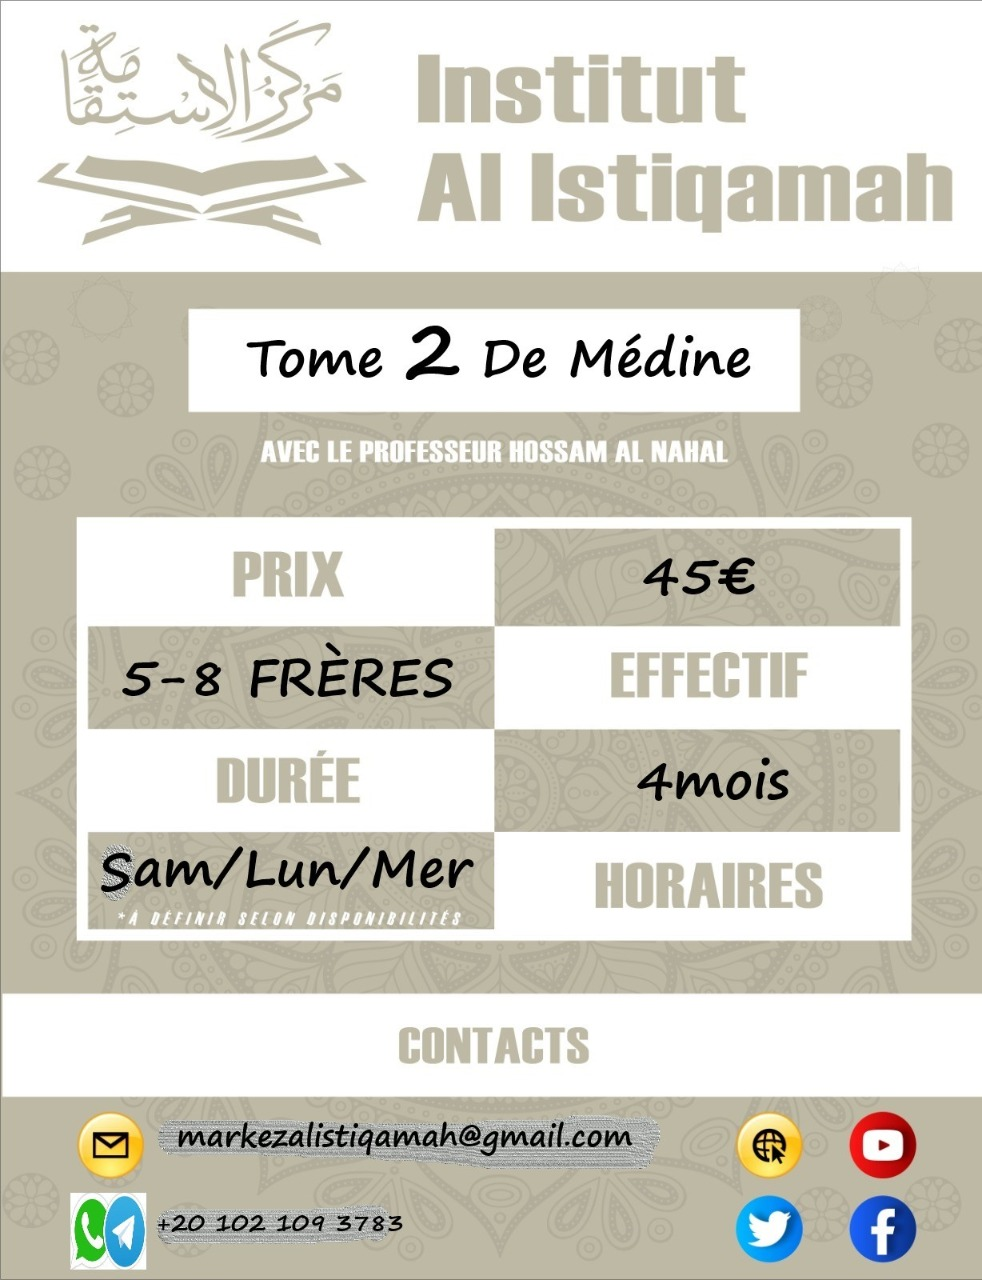 مركز الاستقامة
Institut
Al Istiqamah
Tome 2 De Médine
AVEC LE PROFESSEUR HOSSAM AL NAHAL
PRIX
45€
5-8 FRÈRES
EFFECTIF
DURÉE
4mois
Sam/Lun/Mer
*À DÉFINIR SELON DISPONIBILITÉS
HORAIRES
CONTACTS
markezalistiqamah@gmail.com
+20 102 109 3783